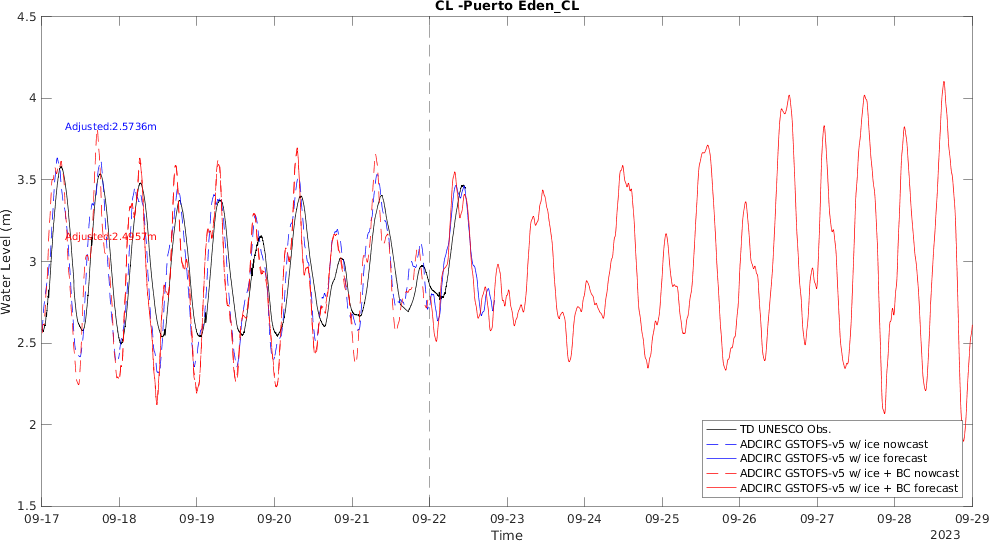 CL -Puerto Eden_CL
4.5
4
3.5
3
2.5
2
1.5
Water Level (m)
Adjusted:2.5736m
Adjusted:2.4957m
TD UNESCO Obs.
ADCIRC GSTOFS-v5 w/ ice nowcast
ADCIRC GSTOFS-v5 w/ ice forecast
ADCIRC GSTOFS-v5 w/ ice + BC nowcast
ADCIRC GSTOFS-v5 w/ ice + BC forecast
09-17 09-18 09-19 09-20 09-21 09-22 09-23 09-24 09-25 09-26 09-27 09-28 09-29
Time
2023